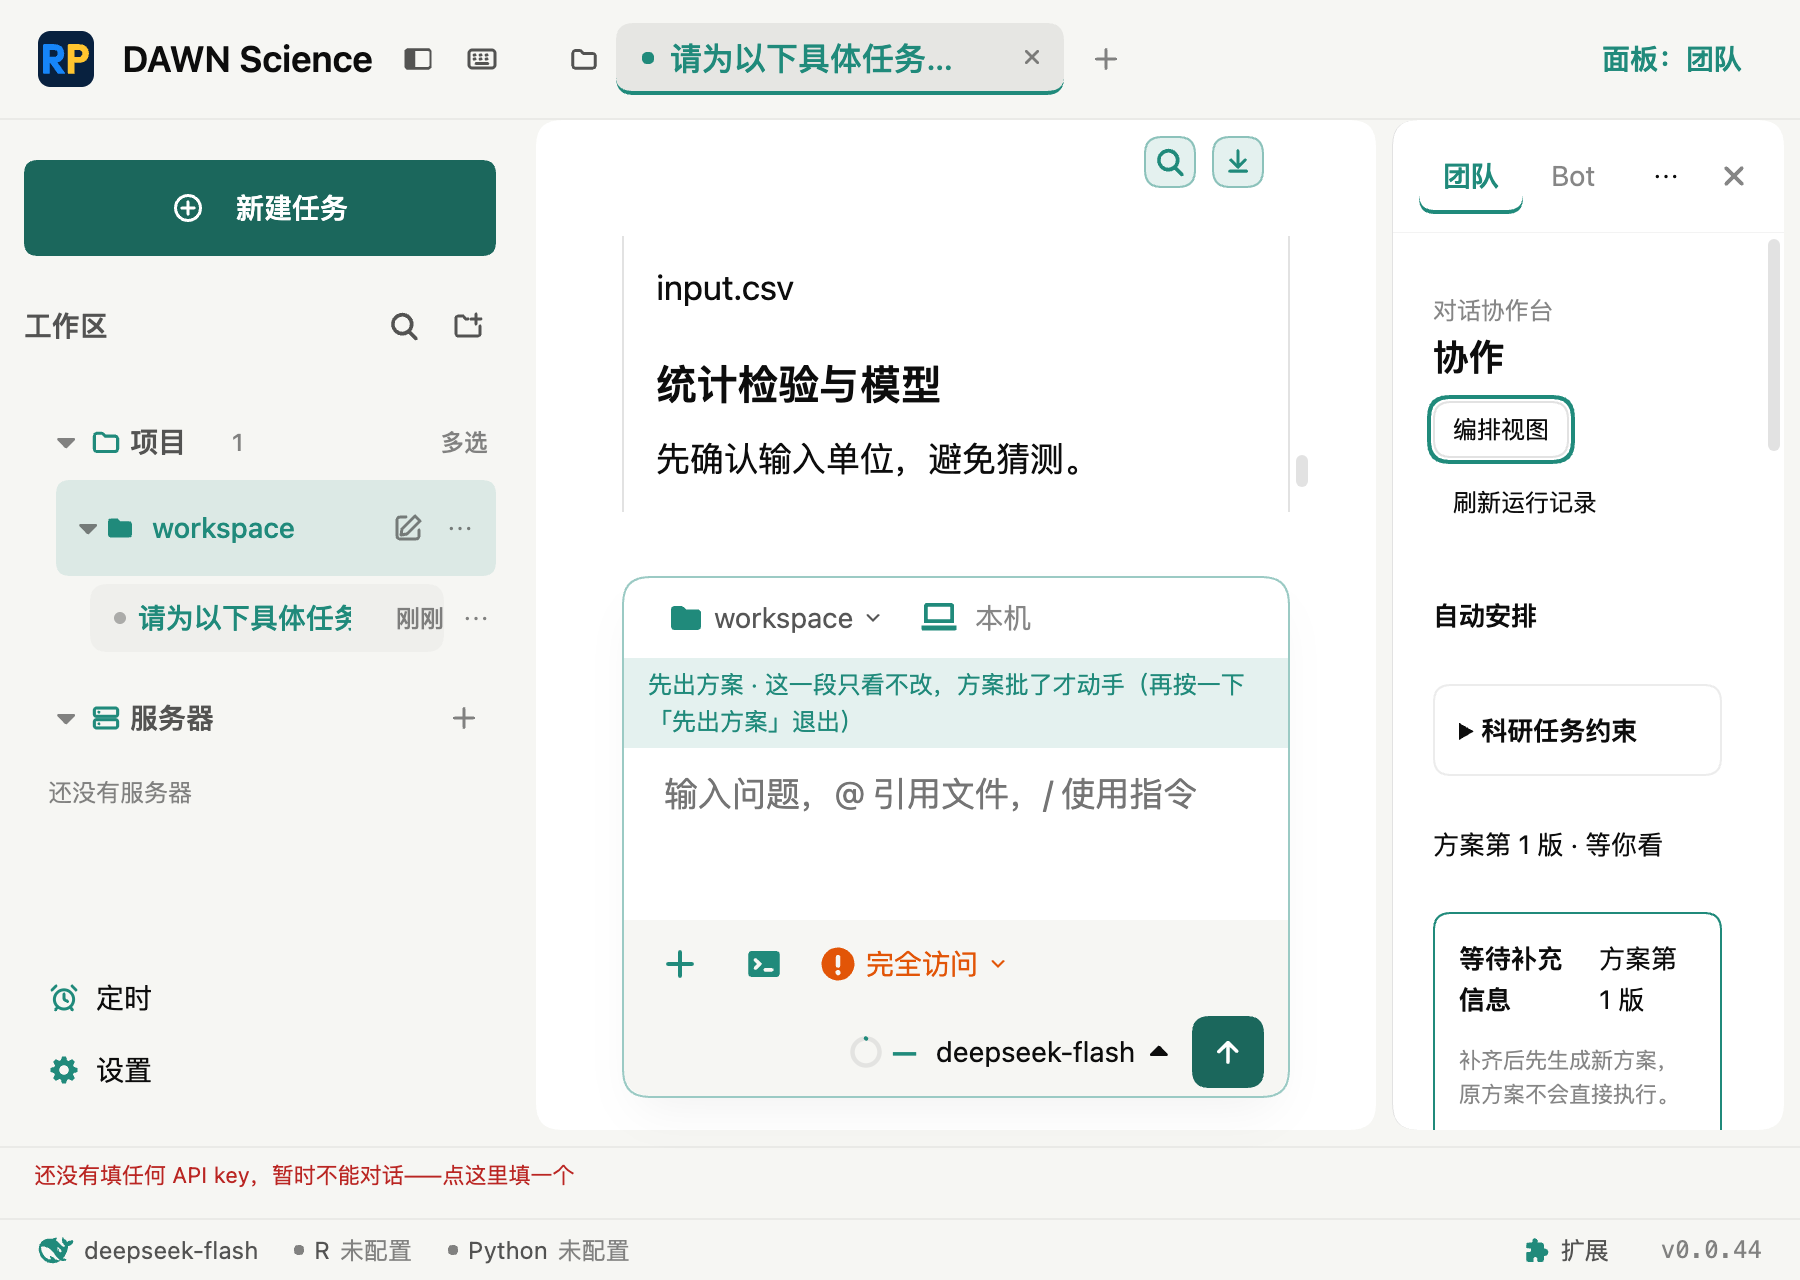 RP DAWN Science
请为以下具体任务...
面板：团队
新建任务
工作区
项目 1 多选
workspace
请为以下具体任务 刚刚
服务器
还没有服务器
定时
设置
input.csv
统计检验与模型
先确认输入单位，避免猜测。
workspace 本机
先出方案 · 这一段只看不改，方案批了才动手（再按一下
「先出方案」退出）
输入问题，@ 引用文件，/ 使用指令
完全访问
deepseek-flash
团队 Bot
对话协作台
协作
编排视图
刷新运行记录
自动安排
科研任务约束
方案第 1 版 · 等你看
等待补充
信息
方案第
1 版
补齐后先生成新方案，
原方案不会直接执行。
还没有填任何 API key，暂时不能对话——点这里填一个
deepseek-flash R 未配置 Python 未配置
扩展 v0.0.44